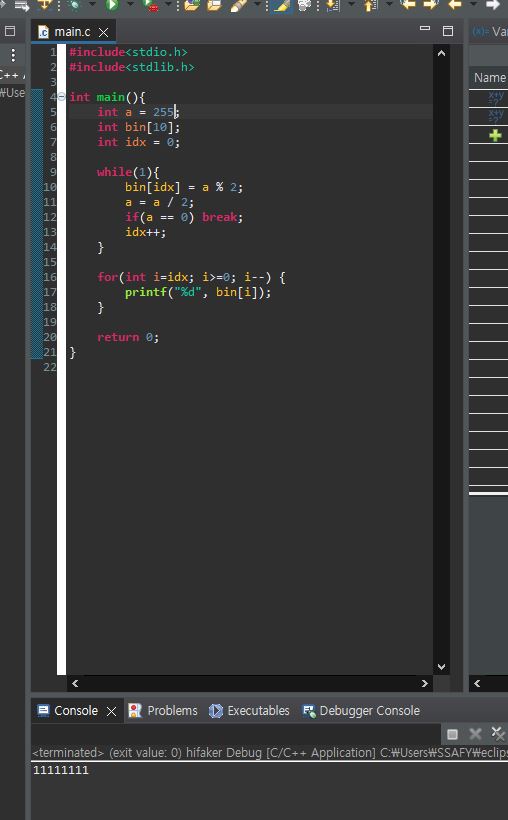 main.c
(x)= Var
C++ A
₩Use
Name
1 #include<stdio.h>
2 #include<stdlib.h>
3
4 int main(){
5 int a = 255;
6 int bin[10];
7 int idx = 0;
8
9 while(1){
10 bin[idx] = a % 2;
11 a = a / 2;
12 if(a == 0) break;
13 idx++;
14 }
15
16 for(int i=idx; i>=0; i--) {
17 printf("%d", bin[i]);
18 }
19
20 return 0;
21 }
22
Console Problems Executables Debugger Console
<terminated> (exit value: 0) hifaker Debug [C/C++ Application] C:₩Users₩SSAFY₩eclips
11111111